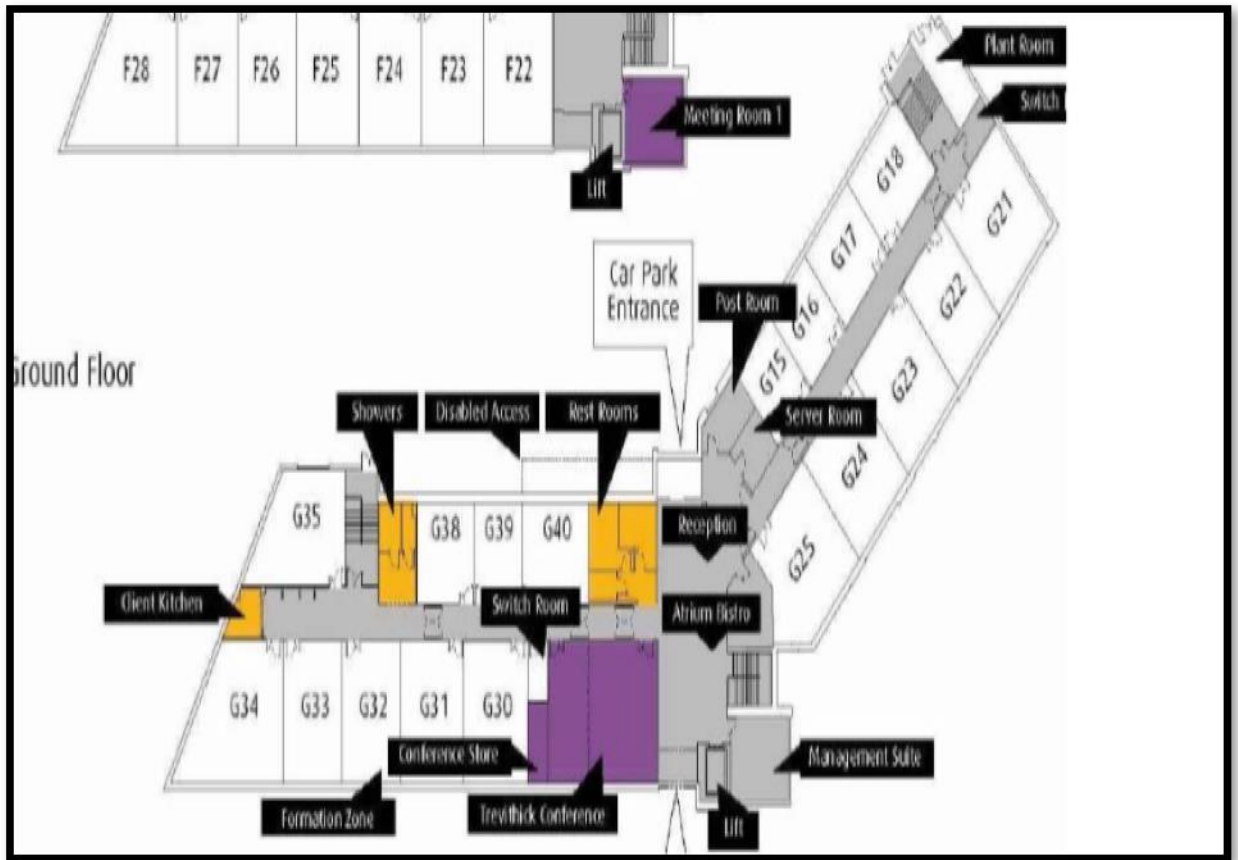 F28 F27 F26 F25 F24 F23 F22
Plant Room
Switch
Meeting Room 1
Lift
G18
G17
G16
G15
G21
G22
G23
G24
G25
Car Park
Entrance
Post Room
Server Room
Ground Floor
Showers
Disabled Access
Rest Rooms
G35
G38
G39
G40
Reception
Client Kitchen
Switch Room
Atrium Bistro
G34
G33
G32
G31
G30
Conference Store
Management Suite
Formation Zone
Trevithick Conference
Lift